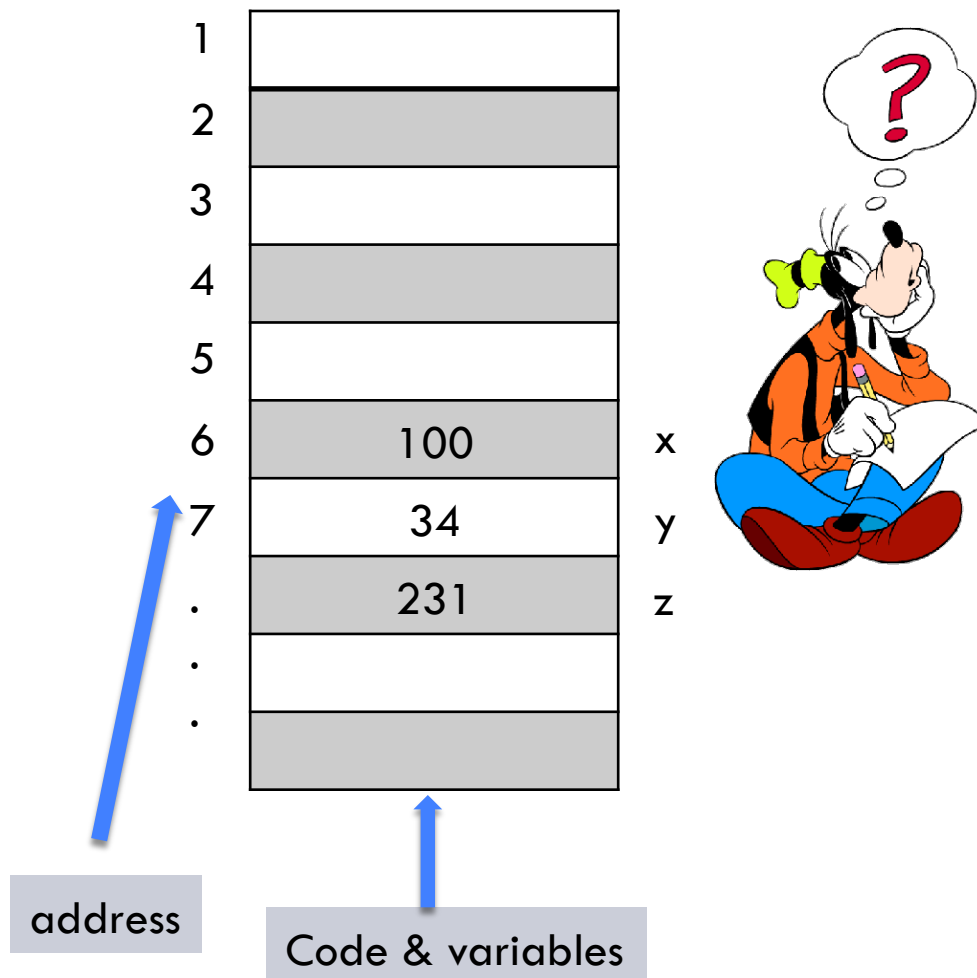 1
?
2
3
4
5
6 100 x
7 34 y
. 231 z
.
.
address
Code & variables